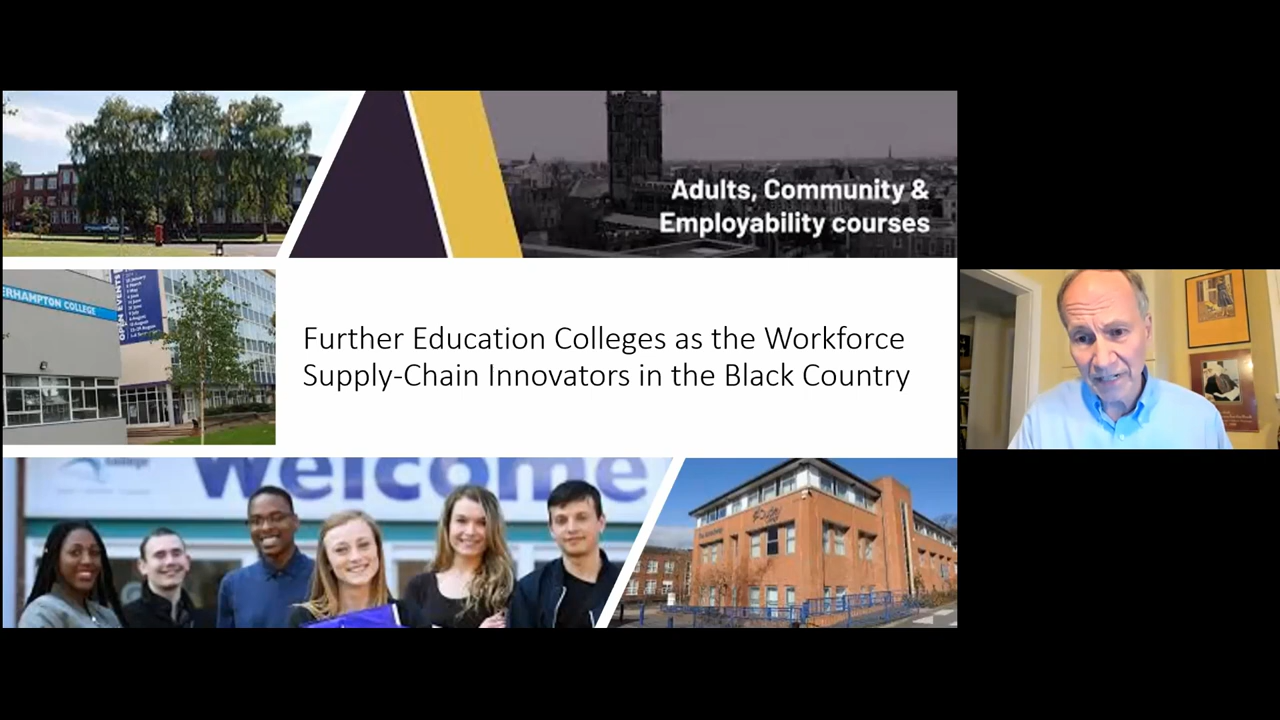 Adults, Community &
Employability courses
ERHAMPTON COLLEGE
OPEN EVENTS
Further Education Colleges as the Workforce
Supply-Chain Innovators in the Black Country
Welcome